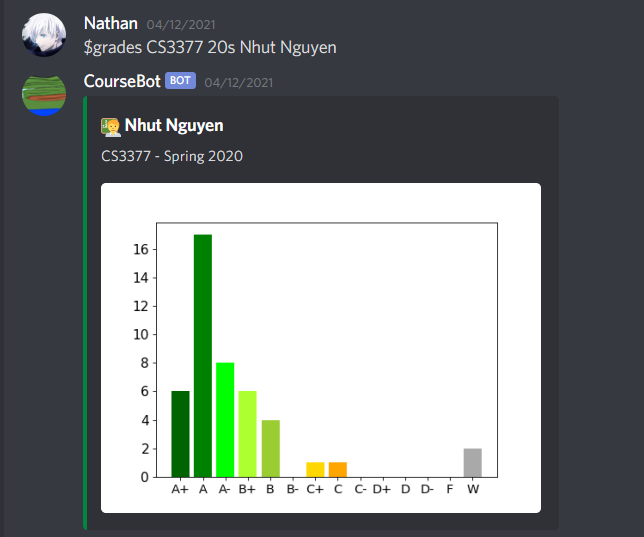 Nathan 04/12/2021
$grades CS3377 20s Nhut Nguyen
CourseBot BOT 04/12/2021
Nhut Nguyen
CS3377 - Spring 2020
16
14
12
10
8
6
4
2
0
A+ A A- B+ B B- C+ C C- D+ D D- F W